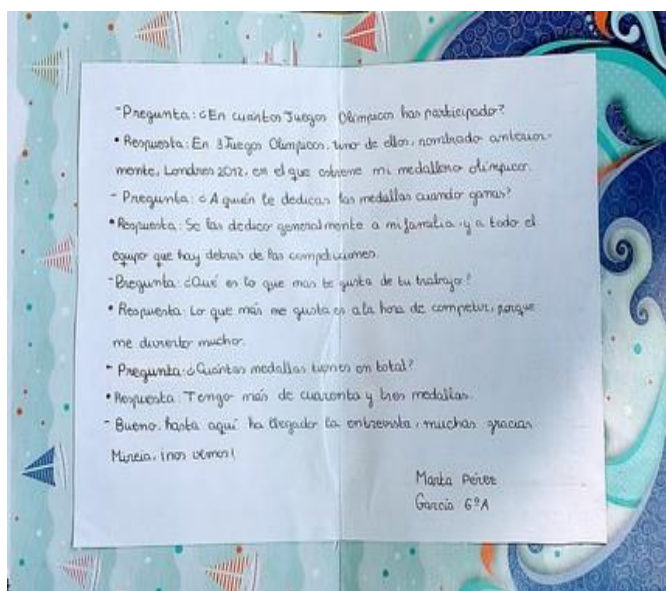 -Pregunta: ¿En cuántos Juegos Olímpicos has participado?
• Respuesta: En 3 Juegos Olímpicos, uno de ellos, nombrado anterior-
mente, Londres 2012, en el que obtiene mi medallero olímpico.
- Pregunta: ¿A quién te dedicas las medallas cuando ganas?
• Respuesta: Se las dedico generalmente a mi familia y a todo el
equipo que hay detrás de las competiciones.
-Pregunta: ¿Qué es lo que mas te gusta de tu trabajo?
• Respuesta: Lo que más me gusta es a la hora de competir, porque
me divierto mucho.
- Pregunta: ¿Cuántas medallas tienes en total?
• Respuesta: Tengo más de cuarenta y tres medallas.
- Bueno, hasta aquí ha llegador la entrevista, muchas gracias
Mireia, ¡nos vemos!
Marta Pérez
García 6ºA